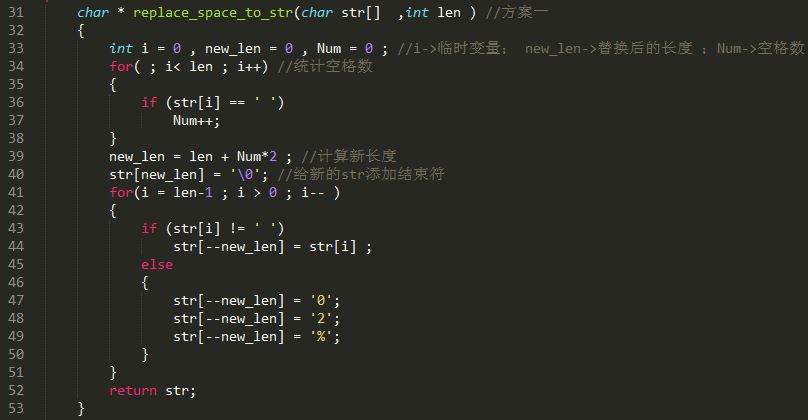 31 char * replace_space_to_str(char str[]  ,int len ) //方案一
32 {
33     int i = 0 , new_len = 0 , Num = 0 ; //i->临时变量； new_len->替换后的长度 ；Num->空格数
34     for( ; i< len ; i++) //统计空格数
35     {
36         if (str[i] == ' ')
37             Num++;
38     }
39     new_len = len + Num*2 ; //计算新长度
40     str[new_len] = '\0'; //给新的str添加结束符
41     for(i = len-1 ; i > 0 ; i-- )
42     {
43         if (str[i] != ' ')
44             str[--new_len] = str[i] ;
45         else
46         {
47             str[--new_len] = '0';
48             str[--new_len] = '2';
49             str[--new_len] = '%';
50         }
51     }
52     return str;
53 }